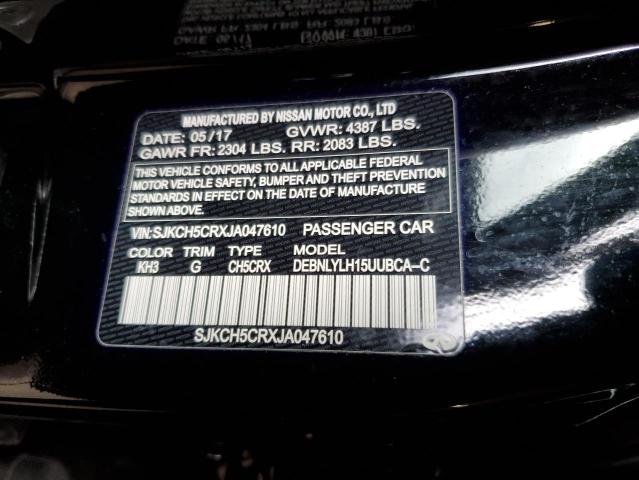 MANUFACTURED BY NISSAN MOTOR CO., LTD
DATE: 05/17 GVWR: 4387 LBS.
GAWR FR: 2304 LBS. RR: 2083 LBS.
THIS VEHICLE CONFORMS TO ALL APPLICABLE FEDERAL
MOTOR VEHICLE SAFETY, BUMPER AND THEFT PREVENTION
STANDARDS IN EFFECT ON THE DATE OF MANUFACTURE
SHOWN ABOVE.
VIN:SJKCH5CRXJA047610 PASSENGER CAR
COLOR TRIM TYPE MODEL
KH3 G CH5CRX DEBNLYLH15UUBCA-C
SJKCH5CRXJA047610